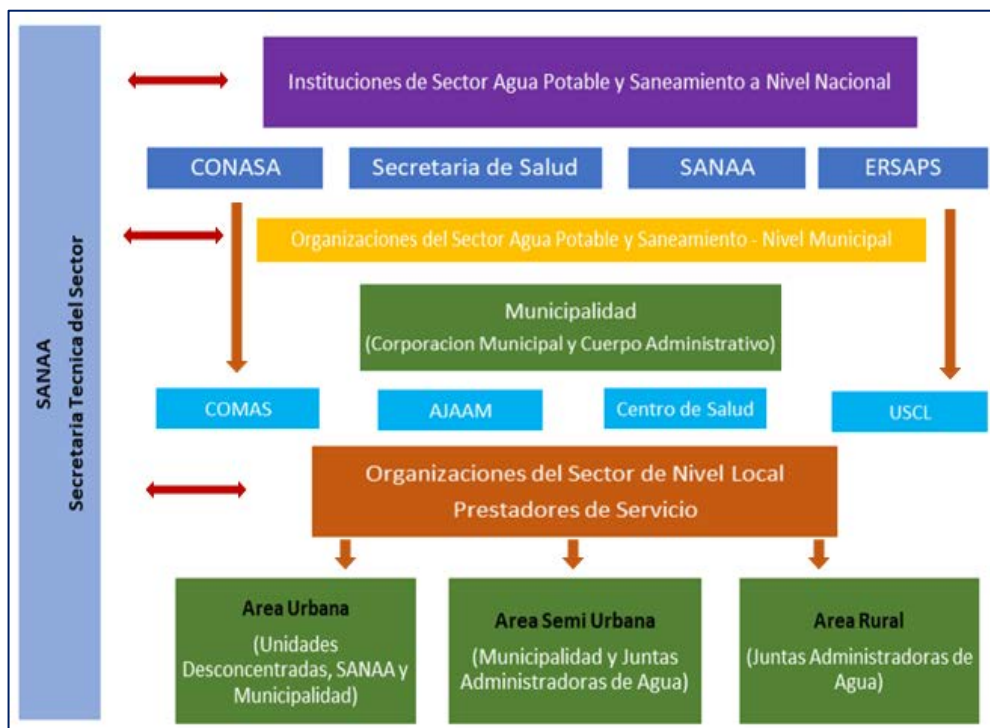 SANAA
Secretaria Tecnica del Sector
Instituciones de Sector Agua Potable y Saneamiento a Nivel Nacional
CONASA
Secretaria de Salud
SANAA
ERSAPS
Organizaciones del Sector Agua Potable y Saneamiento - Nivel Municipal
Municipalidad
(Corporacion Municipal y Cuerpo Administrativo)
COMAS
AJAAM
Centro de Salud
USCL
Organizaciones del Sector de Nivel Local
Prestadores de Servicio
Area Urbana
(Unidades
Desconcentradas, SANAA y
Municipalidad)
Area Semi Urbana
(Municipalidad y Juntas
Administradoras de Agua)
Area Rural
(Juntas Administradoras de
Agua)